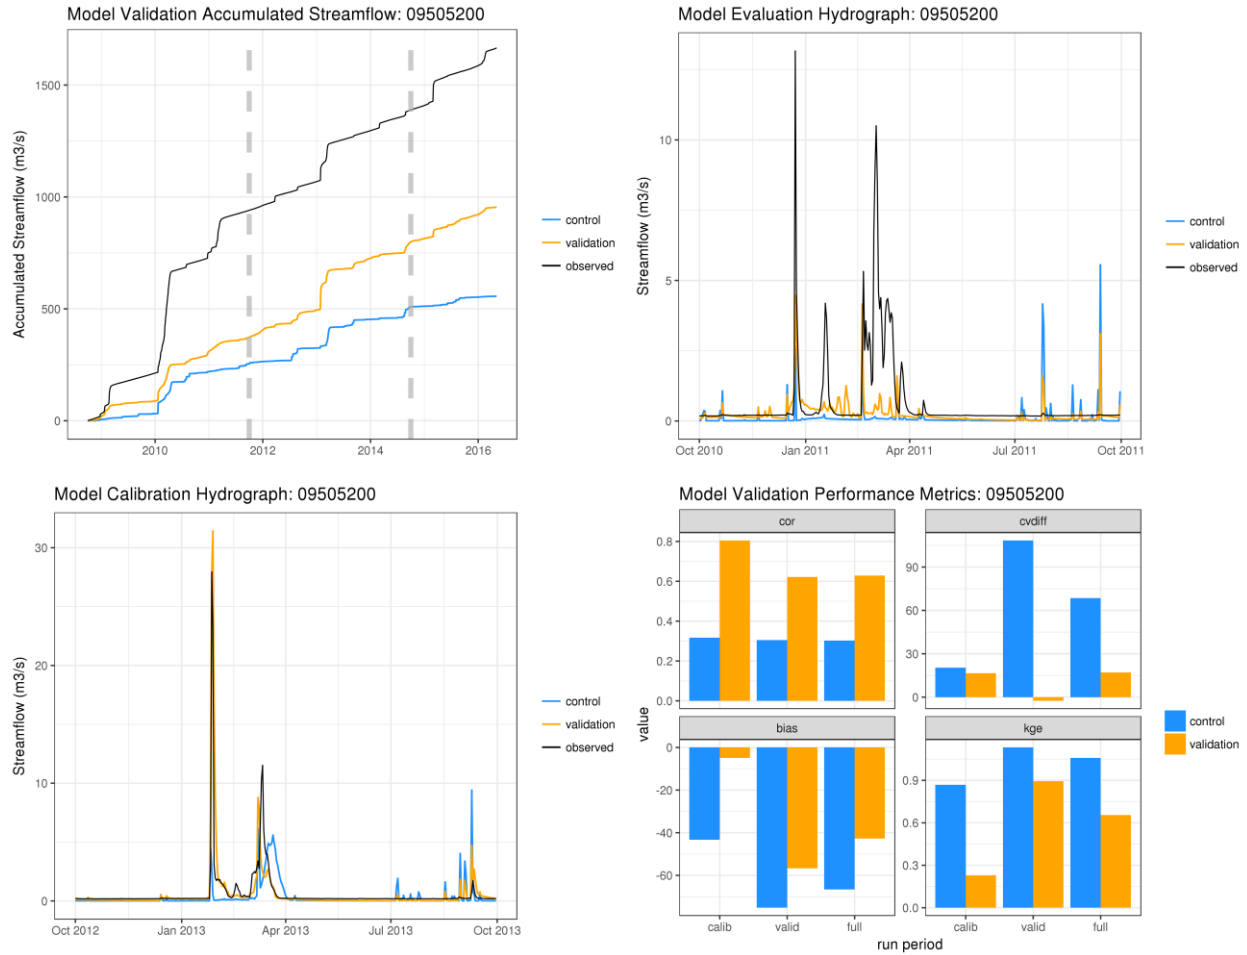 Model Validation Accumulated Streamflow: 09505200
Accumulated Streamflow (m3/s)
1500
1000
500
0
2010
2012
2014
2016
control
validation
observed
Model Evaluation Hydrograph: 09505200
Streamflow (m3/s)
10
5
0
Oct 2010
Jan 2011
Apr 2011
Jul 2011
Oct 2011
control
validation
observed
Model Calibration Hydrograph: 09505200
Streamflow (m3/s)
30
20
10
0
Oct 2012
Jan 2013
Apr 2013
Jul 2013
Oct 2013
control
validation
observed
Model Validation Performance Metrics: 09505200
value
cor
0.8
0.6
0.4
0.2
0.0
cvdiff
90
60
30
0
bias
0
-20
-40
-60
kge
0.9
0.6
0.3
0.0
calib
valid
full
calib
valid
full
run period
control
validation